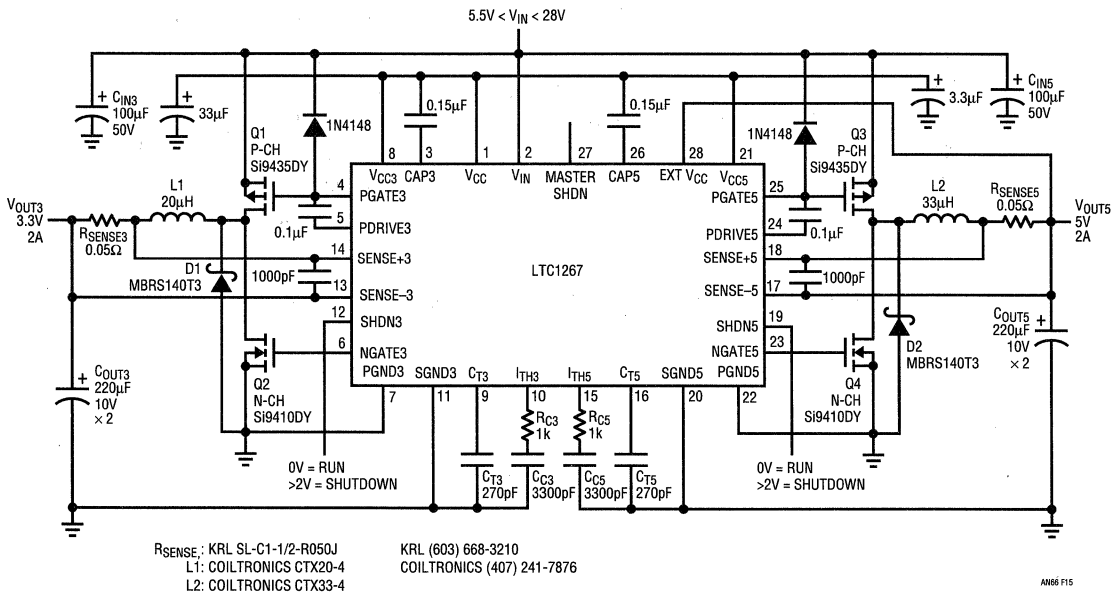 5.5V < VIN < 28V
CIN3
100µF
50V
33µF
1N4148
0.15µF
0.15µF
1N4148
3.3µF
CIN5
100µF
50V
Q1
P-CH
Si9435DY
Q3
P-CH
Si9435DY
8
3
1
2
27
26
28
21
VCC3
CAP3
VCC
VIN
MASTER
SHDN
CAP5
EXT VCC
VCC5
4
PGATE3
5
PDRIVE3
0.1µF
14
SENSE+3
1000pF
13
SENSE–3
12
SHDN3
6
NGATE3
PGND3
7
LTC1267
25
PGATE5
24
PDRIVE5
0.1µF
18
SENSE+5
1000pF
17
SENSE–5
19
SHDN5
23
NGATE5
PGND5
22
SGND3
CT3
ITH3
ITH5
CT5
SGND5
11
9
10
15
16
20
VOUT3
3.3V
2A
RSENSE3
0.05Ω
L1
20µH
D1
MBRS140T3
L2
33µH
RSENSE5
0.05Ω
VOUT5
5V
2A
D2
MBRS140T3
COUT3
220µF
10V
× 2
Q2
N-CH
Si9410DY
Q4
N-CH
Si9410DY
COUT5
220µF
10V
× 2
RC3
1k
RC5
1k
0V = RUN
>2V = SHUTDOWN
CT3
270pF
CC3
3300pF
CC5
3300pF
CT5
270pF
0V = RUN
>2V = SHUTDOWN
RSENSE,: KRL SL-C1-1/2-R050J
L1: COILTRONICS CTX20-4
L2: COILTRONICS CTX33-4
KRL (603) 668-3210
COILTRONICS (407) 241-7876
AN66 F15